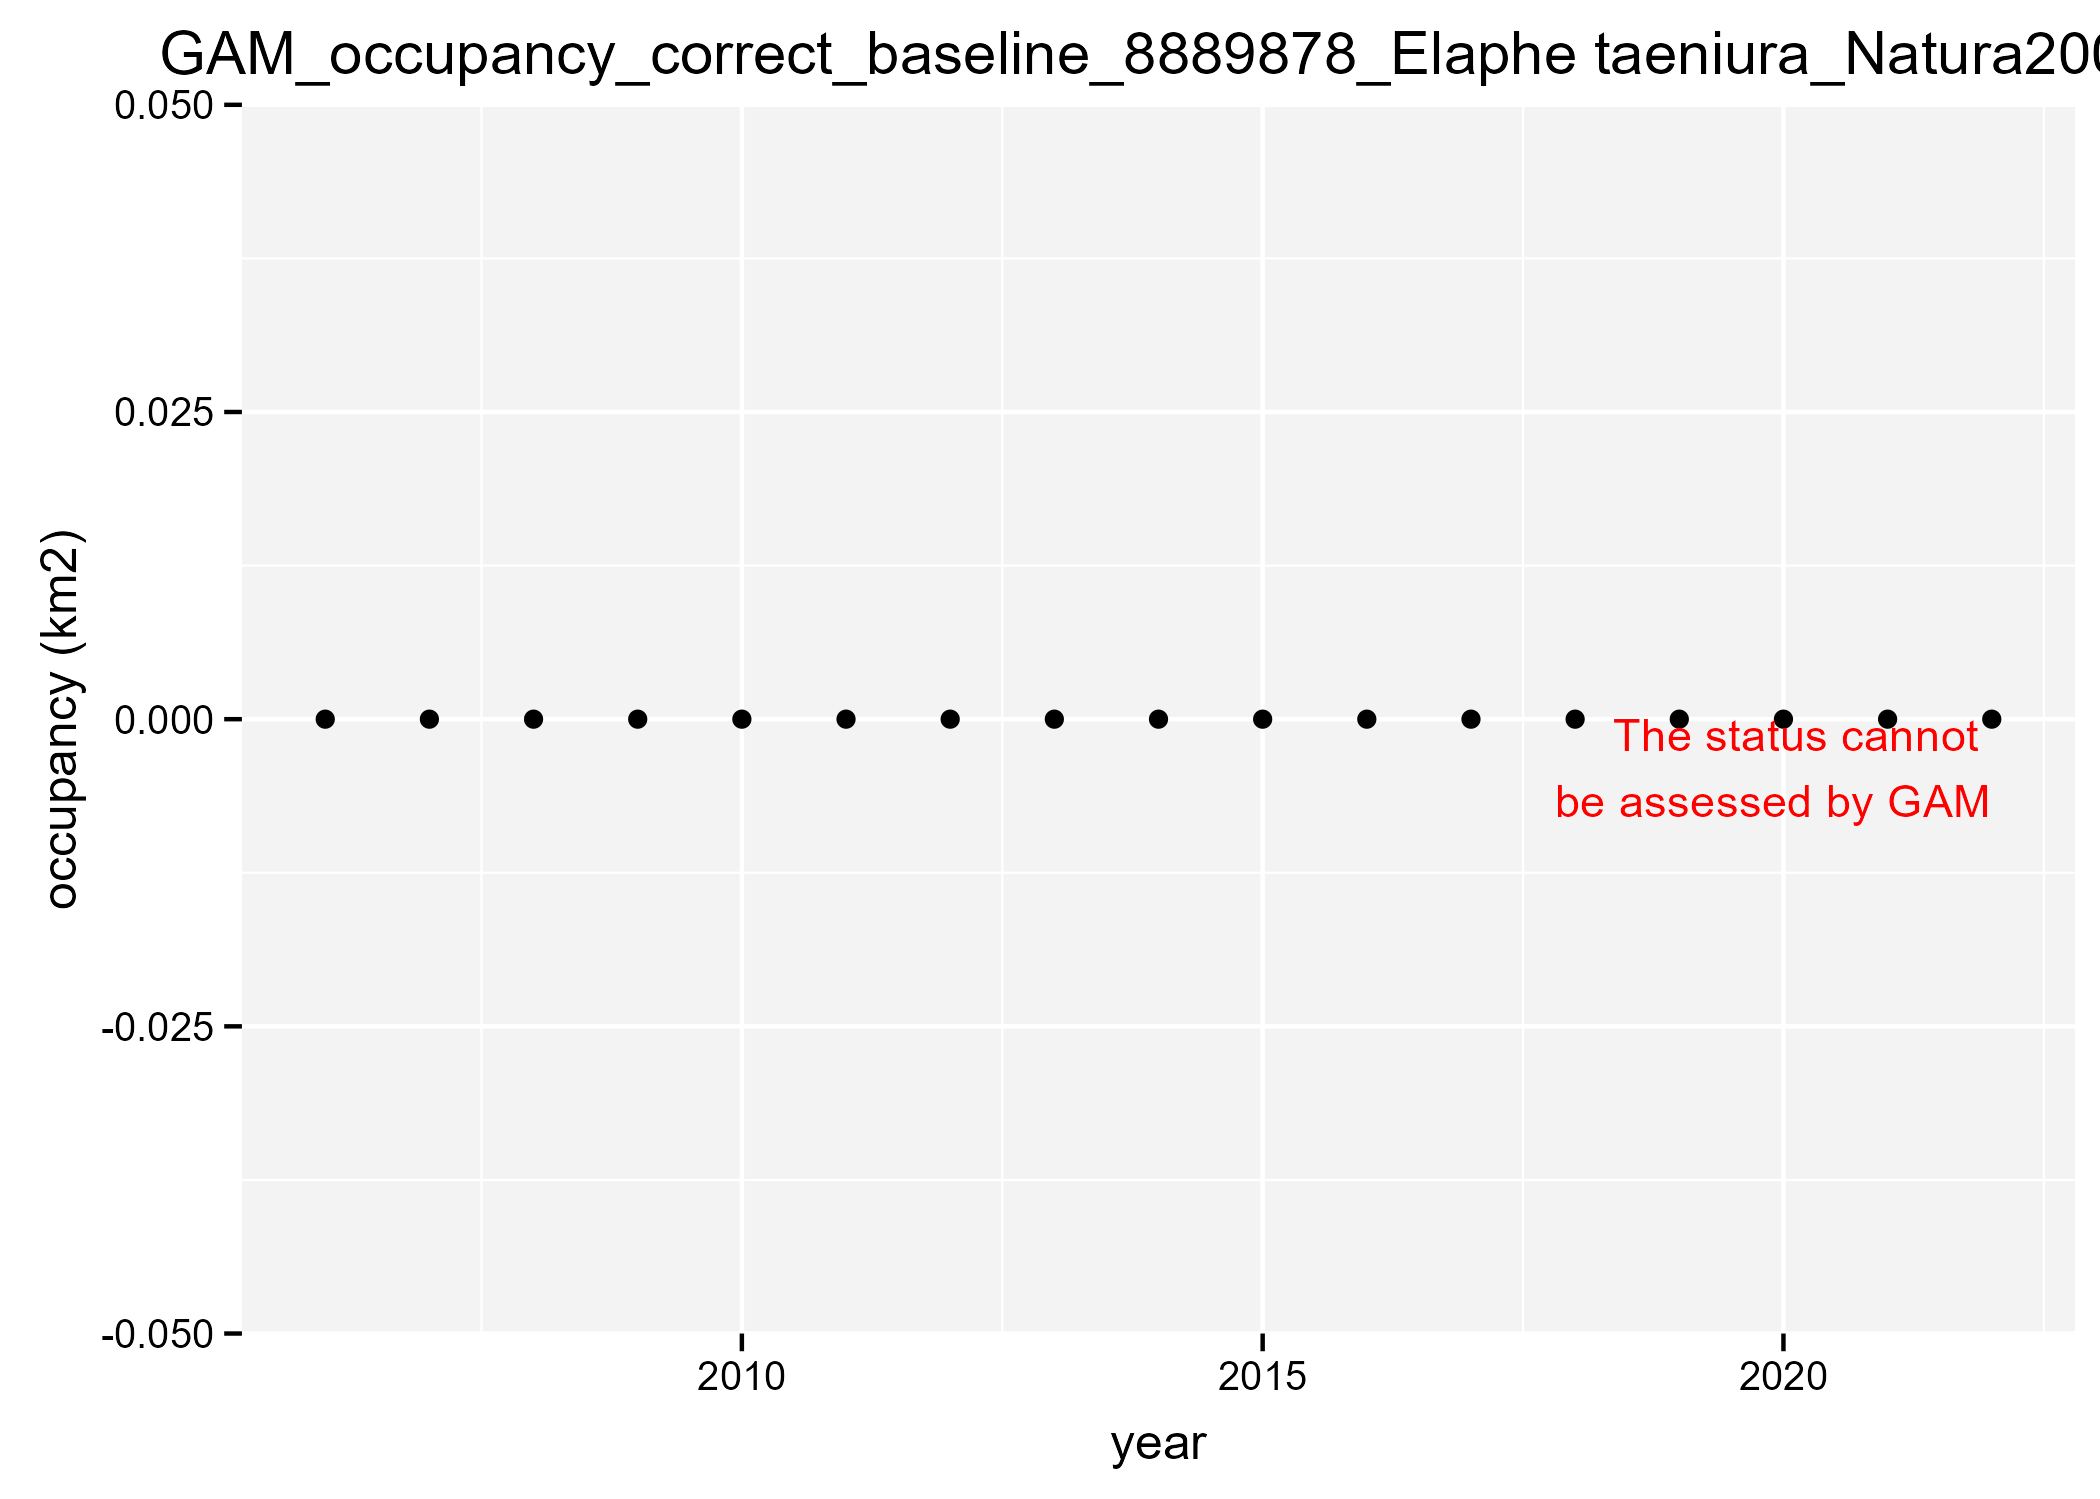 GAM_occupancy_correct_baseline_8889878_Elaphe taeniura_Natura200
0.050
0.025
0.000
-0.025
-0.050
occupancy (km2)
The status cannot
be assessed by GAM
2010
2015
2020
year